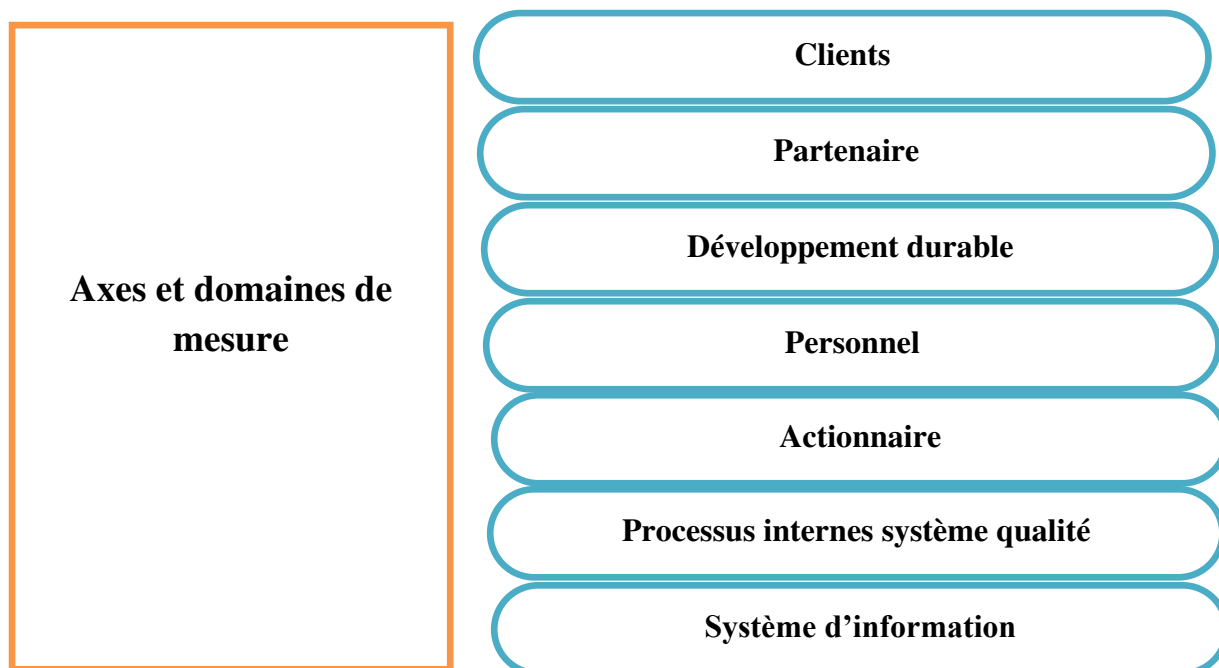 Axes et domaines de
mesure
Clients
Partenaire
Développement durable
Personnel
Actionnaire
Processus internes système qualité
Système d’information